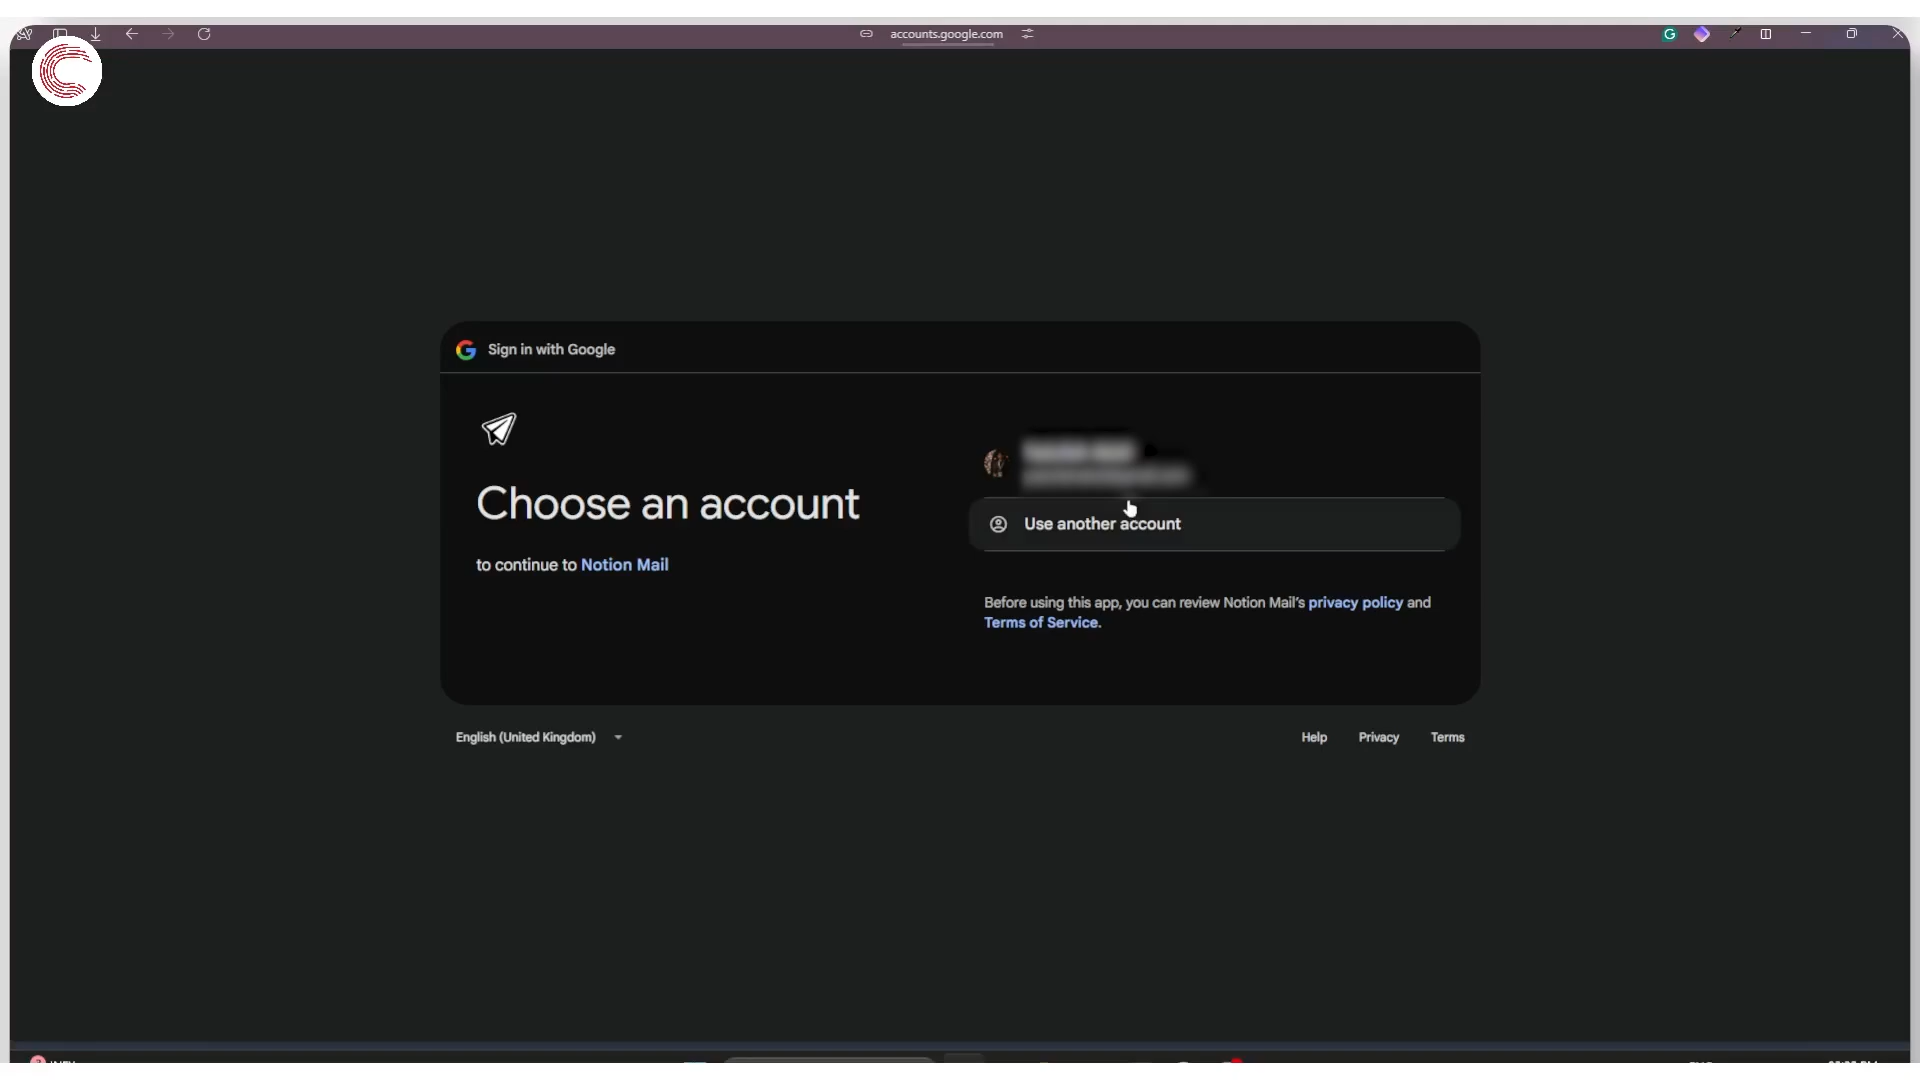 accounts.google.com
Sign in with Google
Choose an account
to continue to Notion Mail
Use another account
Before using this app, you can review Notion Mail's privacy policy and
Terms of Service.
English (United Kingdom)
Help
Privacy
Terms